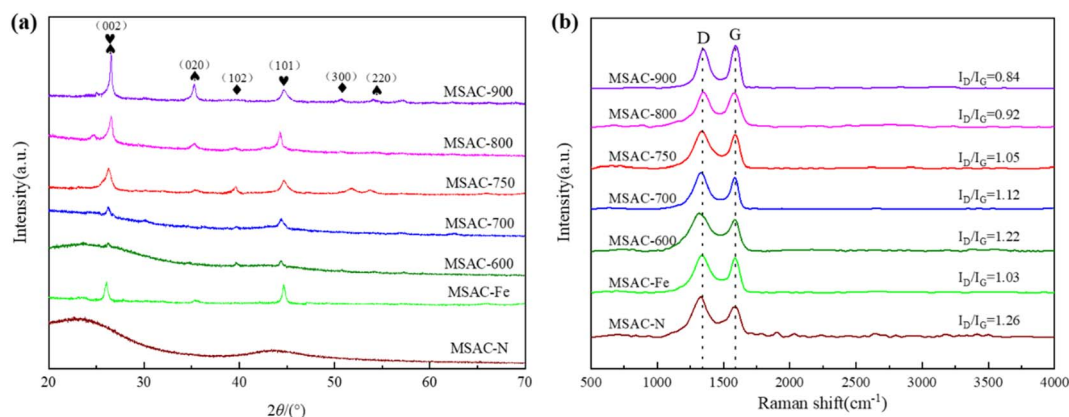 (a)
(002)
(020)
(102)
(101)
(300)
(220)
MSAC-900
MSAC-800
MSAC-750
MSAC-700
MSAC-600
MSAC-Fe
MSAC-N
Intensity(a.u.)
20 30 40 50 60 70
2θ/(°)
(b)
D G
MSAC-900 I_D/I_G=0.84
MSAC-800 I_D/I_G=0.92
MSAC-750 I_D/I_G=1.05
MSAC-700 I_D/I_G=1.12
MSAC-600 I_D/I_G=1.22
MSAC-Fe I_D/I_G=1.03
MSAC-N I_D/I_G=1.26
Intensity(a.u.)
500 1000 1500 2000 2500 3000 3500 4000
Raman shift(cm⁻¹)